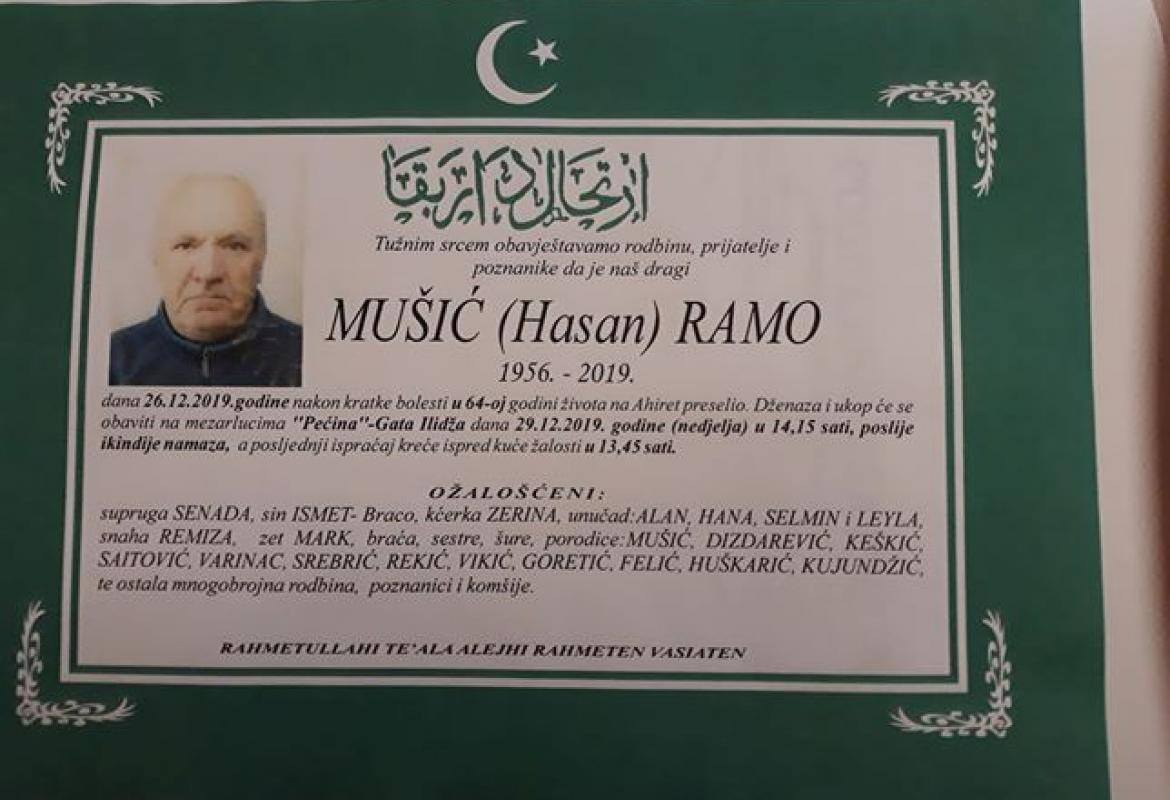 ارتحال دار بقا
Tužnim srcem obavještavamo rodbinu, prijatelje i
poznanike da je naš dragi
MUŠIĆ (Hasan) RAMO
1956. - 2019.
dana 26.12.2019.godine nakon kratke bolesti u 64-oj godini života na Ahiret preselio. Dženaza i ukop će se
obaviti na mezarlucima "Pećina"-Gata Ilidža dana 29.12.2019. godine (nedjelja) u 14,15 sati, poslije
ikindije namaza, a posljednji ispraćaj kreće ispred kuće žalosti u 13,45 sati.
OŽALOŠĆENI:
supruga SENADA, sin ISMET- Braco, kćerka ZERINA, unučad:ALAN, HANA, SELMIN i LEYLA,
snaha REMIZA, zet MARK, braća, sestre, šure, porodice:MUŠIĆ, DIZDAREVIĆ, KEŠKIĆ,
SAITOVIĆ, VARINAC, SREBRIĆ, REKIĆ, VIKIĆ, GORETIĆ, FELIĆ, HUŠKARIĆ, KUJUNDŽIĆ,
te ostala mnogobrojna rodbina, poznanici i komšije.
RAHMETULLAHI TE'ALA ALEJHI RAHMETEN VASIATEN